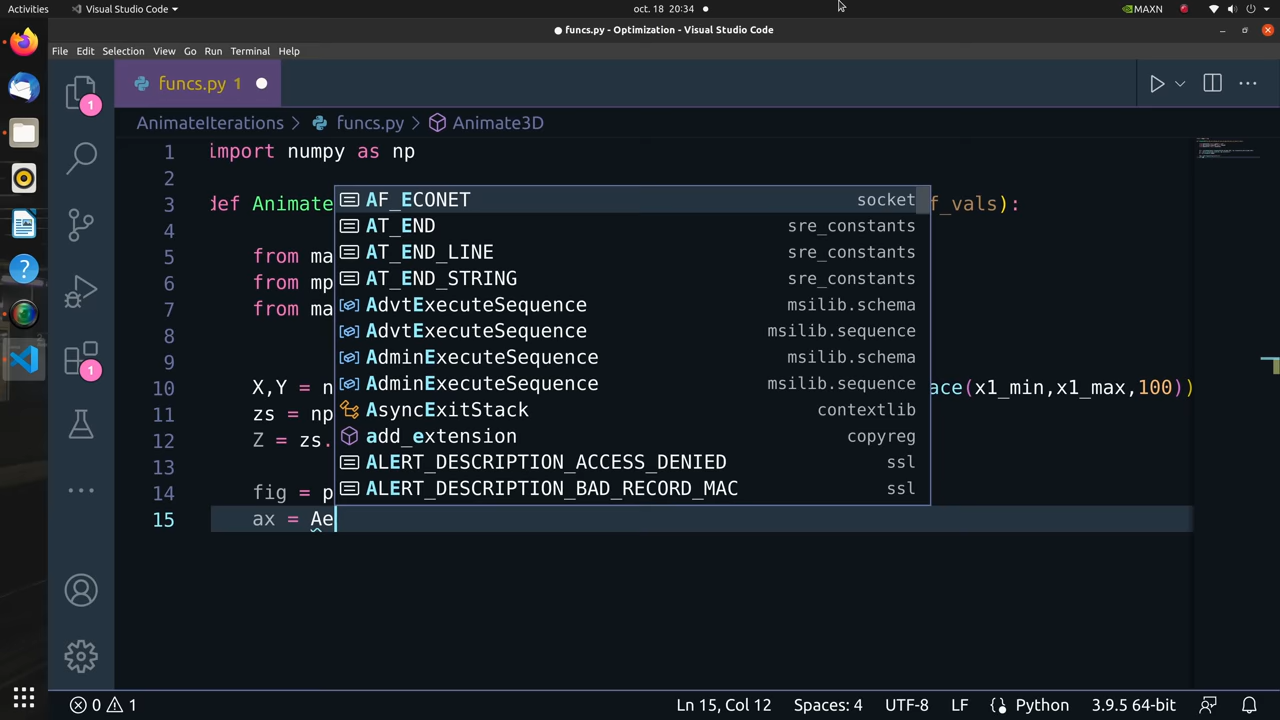 Activities Visual Studio Code oct. 18 20:34 MAXN
funcs.py - Optimization - Visual Studio Code
File Edit Selection View Go Run Terminal Help
funcs.py 1
AnimateIterations > funcs.py > Animate3D
1 import numpy as np
2
3 def Animate f_vals):
4
5 from ma
6 from mp
7 from ma
8
9
10 X,Y = n ace(x1_min,x1_max,100))
11 zs = np
12 Z = zs.
13
14 fig = p
15 ax = Ae
AF_ECONET socket
AT_END sre_constants
AT_END_LINE sre_constants
AT_END_STRING sre_constants
AdvtExecuteSequence msilib.schema
AdvtExecuteSequence msilib.sequence
AdminExecuteSequence msilib.schema
AdminExecuteSequence msilib.sequence
AsyncExitStack contextlib
add_extension copyreg
ALERT_DESCRIPTION_ACCESS_DENIED ssl
ALERT_DESCRIPTION_BAD_RECORD_MAC ssl
1
1
0 1 Ln 15, Col 12 Spaces: 4 UTF-8 LF Python 3.9.5 64-bit